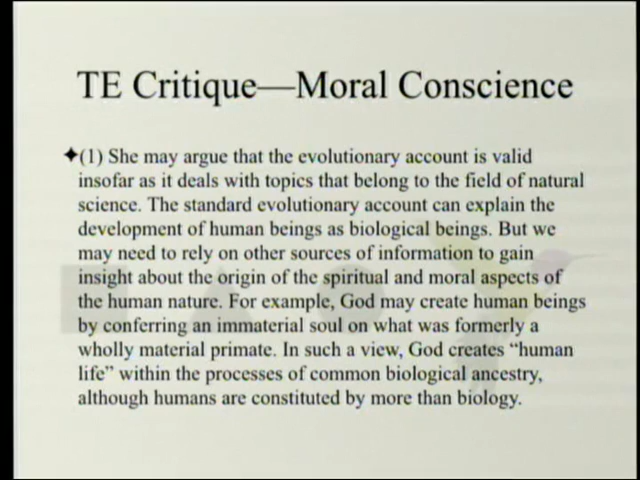 TE Critique—Moral Conscience
✦(1) She may argue that the evolutionary account is valid
insofar as it deals with topics that belong to the field of natural
science. The standard evolutionary account can explain the
development of human beings as biological beings. But we
may need to rely on other sources of information to gain
insight about the origin of the spiritual and moral aspects of
the human nature. For example, God may create human beings
by conferring an immaterial soul on what was formerly a
wholly material primate. In such a view, God creates “human
life” within the processes of common biological ancestry,
although humans are constituted by more than biology.